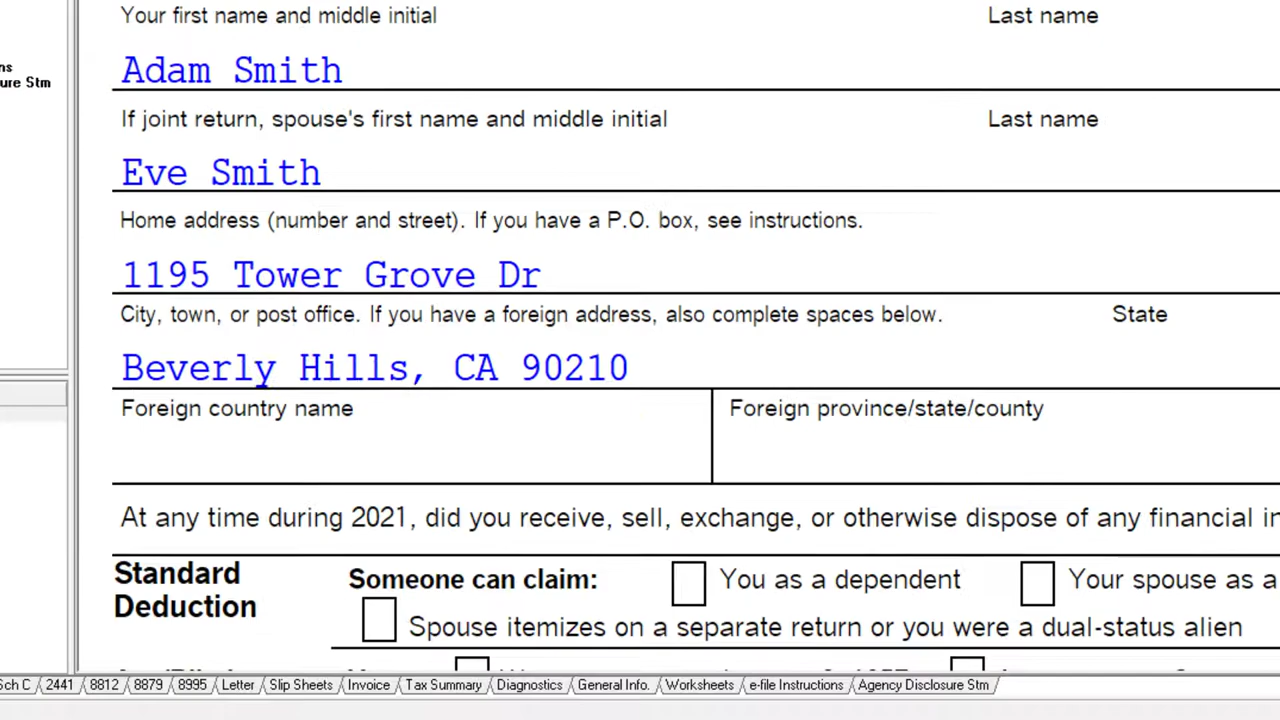 Your first name and middle initial Last name
ns
Adam Smith
ure Stm
If joint return, spouse's first name and middle initial Last name
Eve Smith
Home address (number and street). If you have a P.O. box, see instructions.
1195 Tower Grove Dr
City, town, or post office. If you have a foreign address, also complete spaces below. State
Beverly Hills, CA 90210
Foreign country name Foreign province/state/county
At any time during 2021, did you receive, sell, exchange, or otherwise dispose of any financial in
Standard Deduction
Someone can claim: You as a dependent Your spouse as a
Spouse itemizes on a separate return or you were a dual-status alien
Sch C 2441 8812 8879 8995 Letter Slip Sheets Invoice Tax Summary Diagnostics General Info. Worksheets e-file Instructions Agency Disclosure Stm